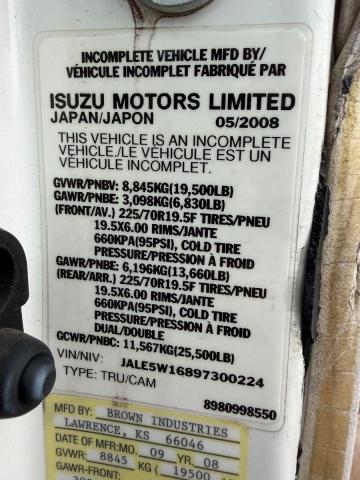 INCOMPLETE VEHICLE MFD BY/
VÉHICULE INCOMPLET FABRIQUÉ PAR
ISUZU MOTORS LIMITED
JAPAN/JAPON 05/2008
THIS VEHICLE IS AN INCOMPLETE
VEHICLE./LE VÉHICULE EST UN
VÉHICULE INCOMPLET.
GVWR/PNBV: 8,845KG(19,500LB)
GAWR/PNBE: 3,098KG(6,830LB)
(FRONT/AV.) 225/70R19.5F TIRES/PNEU
19.5X6.00 RIMS/JANTE
660KPA(95PSI), COLD TIRE
PRESSURE/PRESSION À FROID
GAWR/PNBE: 6,196KG(13,660LB)
(REAR/ARR.) 225/70R19.5F TIRES/PNEU
19.5X6.00 RIMS/JANTE
660KPA(95PSI), COLD TIRE
PRESSURE/PRESSION À FROID
DUAL/DOUBLE
GCWR/PNBC: 11,567KG(25,500LB)
VIN/NIV: JALE5W16897300224
TYPE: TRU/CAM
8980998550
MFG BY: BROWN INDUSTRIES
LAWRENCE, KS 66046
DATE OF MFG:MO. 09 YR. 08
GVWR: 8845 KG (19500
GAWR-FRONT: